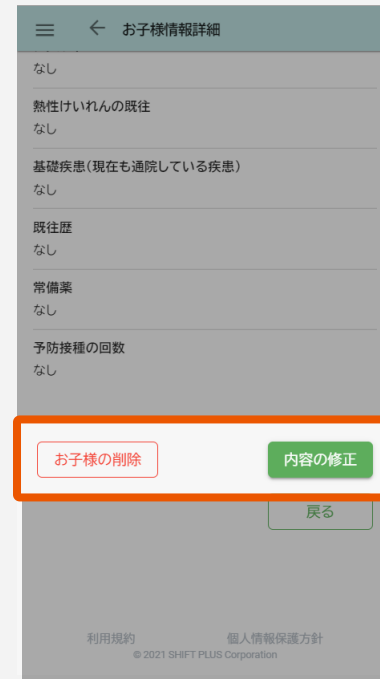 お子様情報詳細
なし
熱性けいれんの既往
なし
基礎疾患(現在も通院している疾患)
なし
既往歴
なし
常備薬
なし
予防接種の回数
なし
お子様の削除 内容の修正
戻る
利用規約 個人情報保護方針
© 2021 SHIFT PLUS Corporation